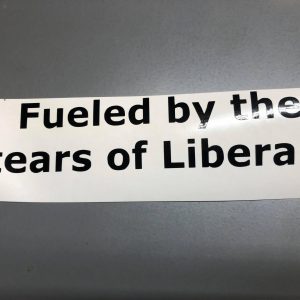 Fueled by the
tears of Libera